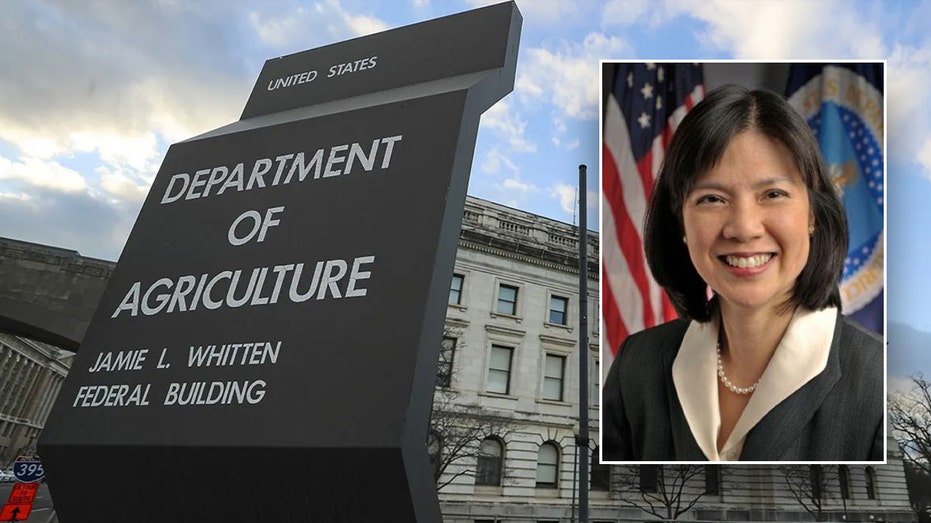 UNITED STATES
DEPARTMENT
OF
AGRICULTURE
JAMIE L. WHITTEN
FEDERAL BUILDING
395